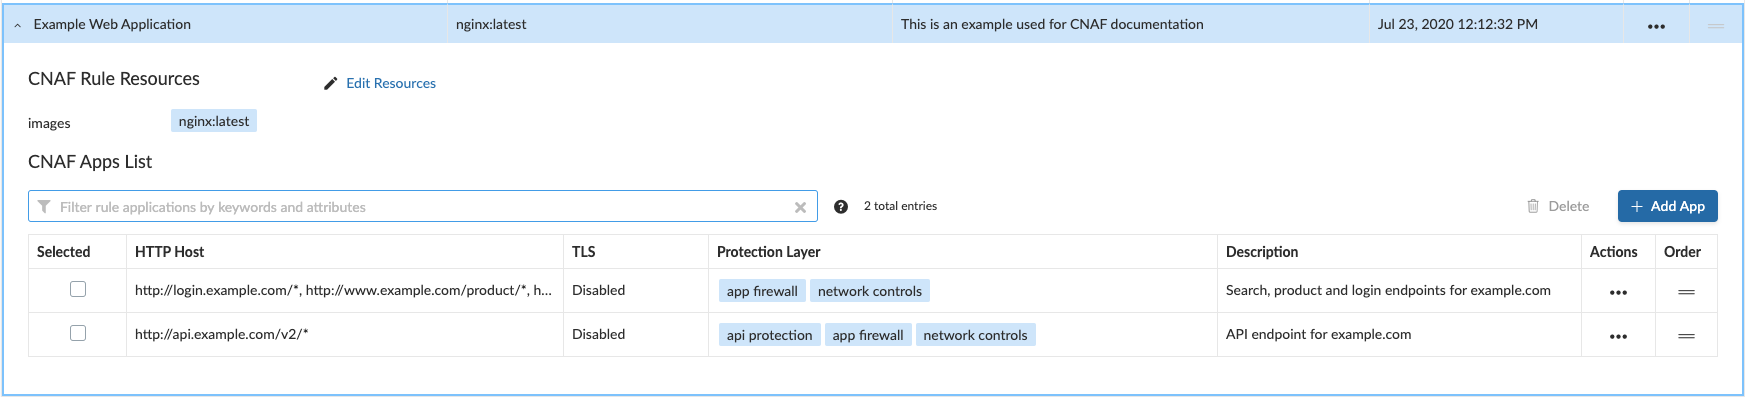 Example Web Application nginx:latest This is an example used for CNAF documentation Jul 23, 2020 12:12:32 PM
CNAF Rule Resources Edit Resources
images nginx:latest
CNAF Apps List
Filter rule applications by keywords and attributes 2 total entries Delete + Add App
Selected HTTP Host TLS Protection Layer Description Actions Order
http://login.example.com/*, http://www.example.com/product/*, h... Disabled app firewall network controls Search, product and login endpoints for example.com
http://api.example.com/v2/* Disabled api protection app firewall network controls API endpoint for example.com